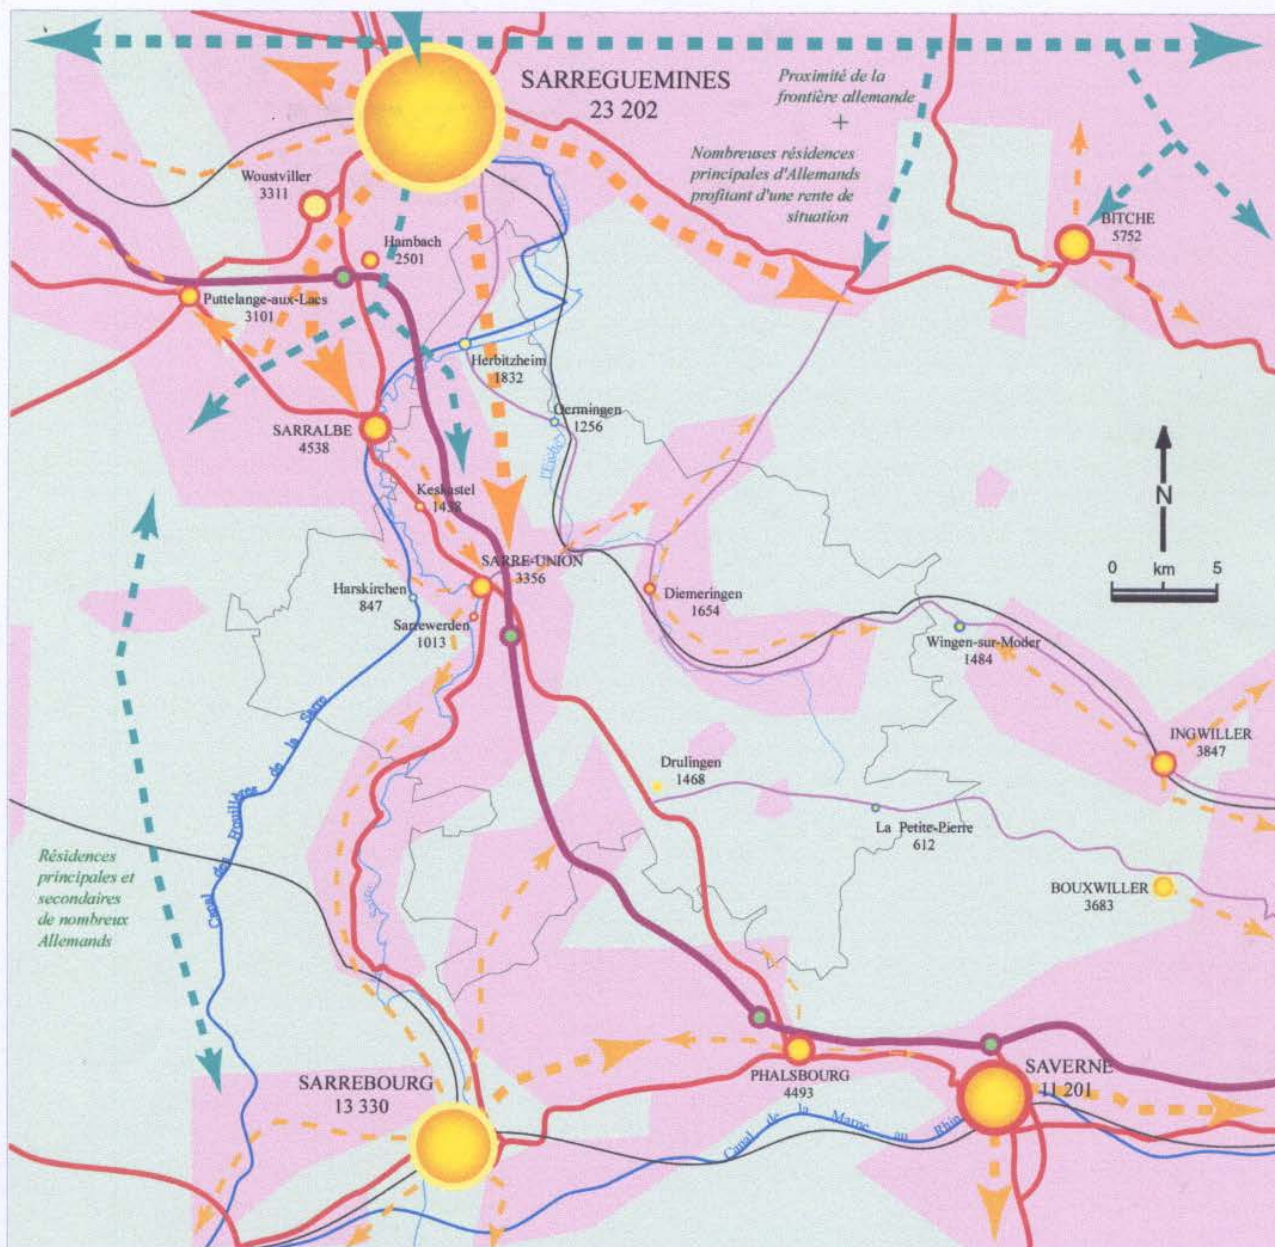 SARREGUEMINES
23 202
Proximité de la
frontière allemande
+
Nombreuses résidences
principales d'Allemands
profitant d'une rente de
situation
Woustviller
3311
Hambach
2501
BITCHE
5752
Puttelange-aux-Lacs
3101
Herbitzheim
1832
SARRALBE
4538
Oermingen
1256
l'Eichel
Keskastel
1438
N
0 km 5
SARRE-UNION
3356
Harskirchen
847
Sarrewerden
1013
Diemeringen
1654
Wingen-sur-Moder
1484
INGWILLER
3847
Drulingen
1468
La Petite-Pierre
612
BOUXWILLER
3683
Canal des Houillères de la Sarre
Résidences
principales et
secondaires
de nombreux
Allemands
Sarre
SARREBOURG
13 330
PHALSBOURG
4493
SAVERNE
11 201
Canal de la Marne au Rhin